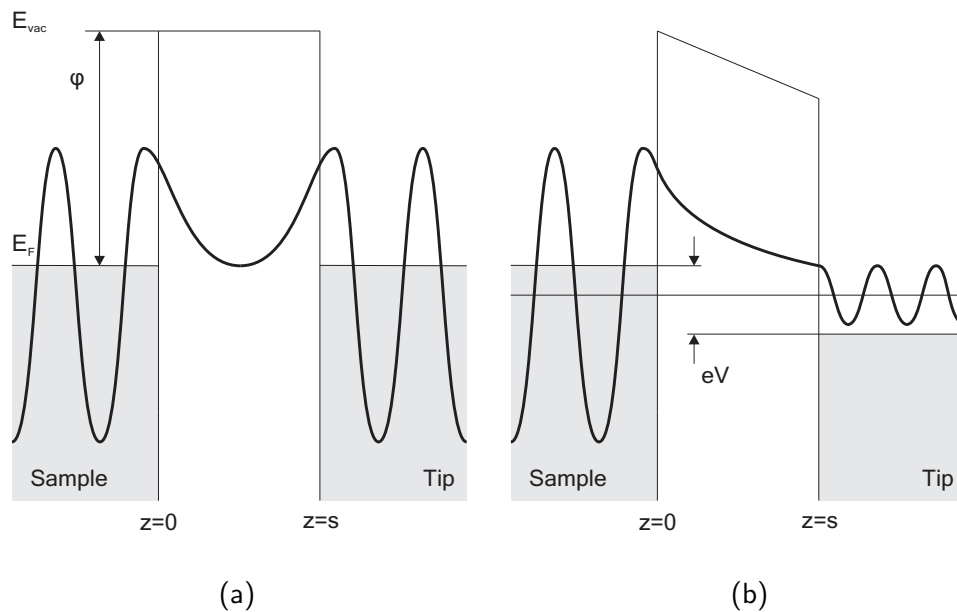 E_vac
φ
E_F
Sample
Tip
z=0
z=s
eV
Sample
Tip
z=0
z=s
(a)
(b)